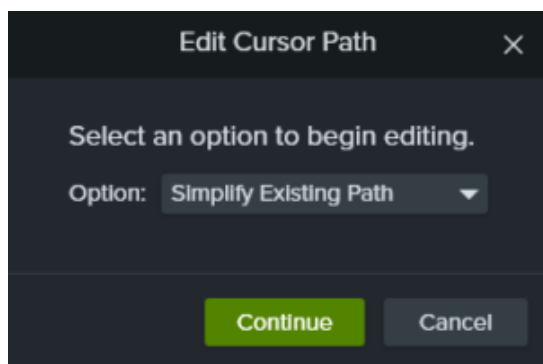 Edit Cursor Path
Select an option to begin editing.
Option: Simplify Existing Path
Continue Cancel